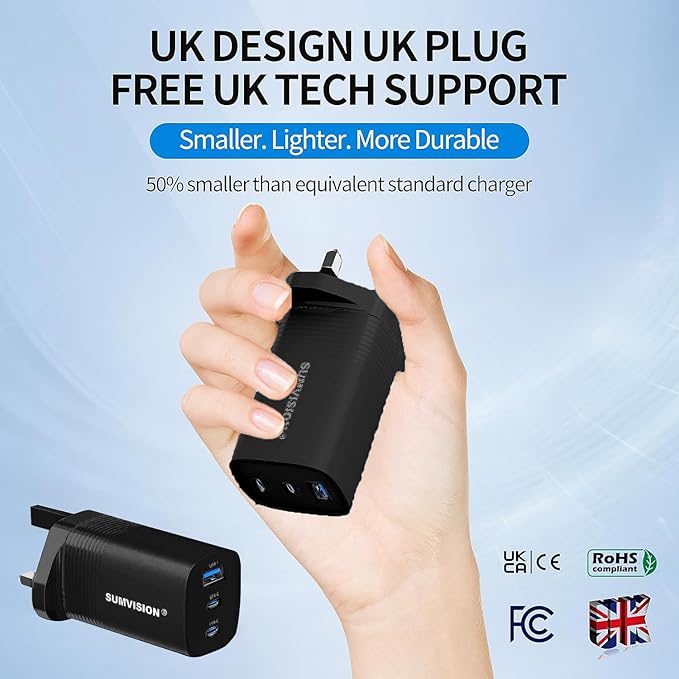 UK DESIGN UK PLUG
FREE UK TECH SUPPORT
Smaller. Lighter. More Durable
50% smaller than equivalent standard charger
SUMVISION®
SUMVISION®
UK
CA
CE
RoHS
compliant
FC